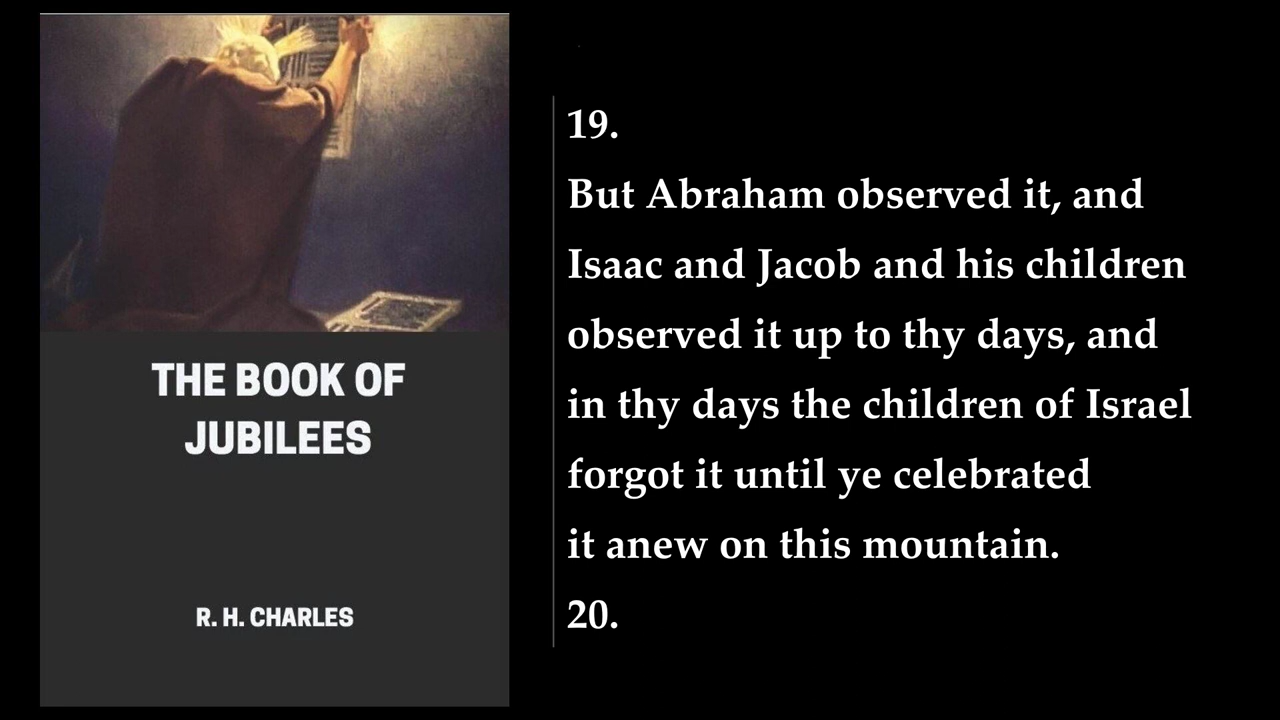 THE BOOK OF
JUBILEES
R. H. CHARLES
19.
But Abraham observed it, and
Isaac and Jacob and his children
observed it up to thy days, and
in thy days the children of Israel
forgot it until ye celebrated
it anew on this mountain.
20.